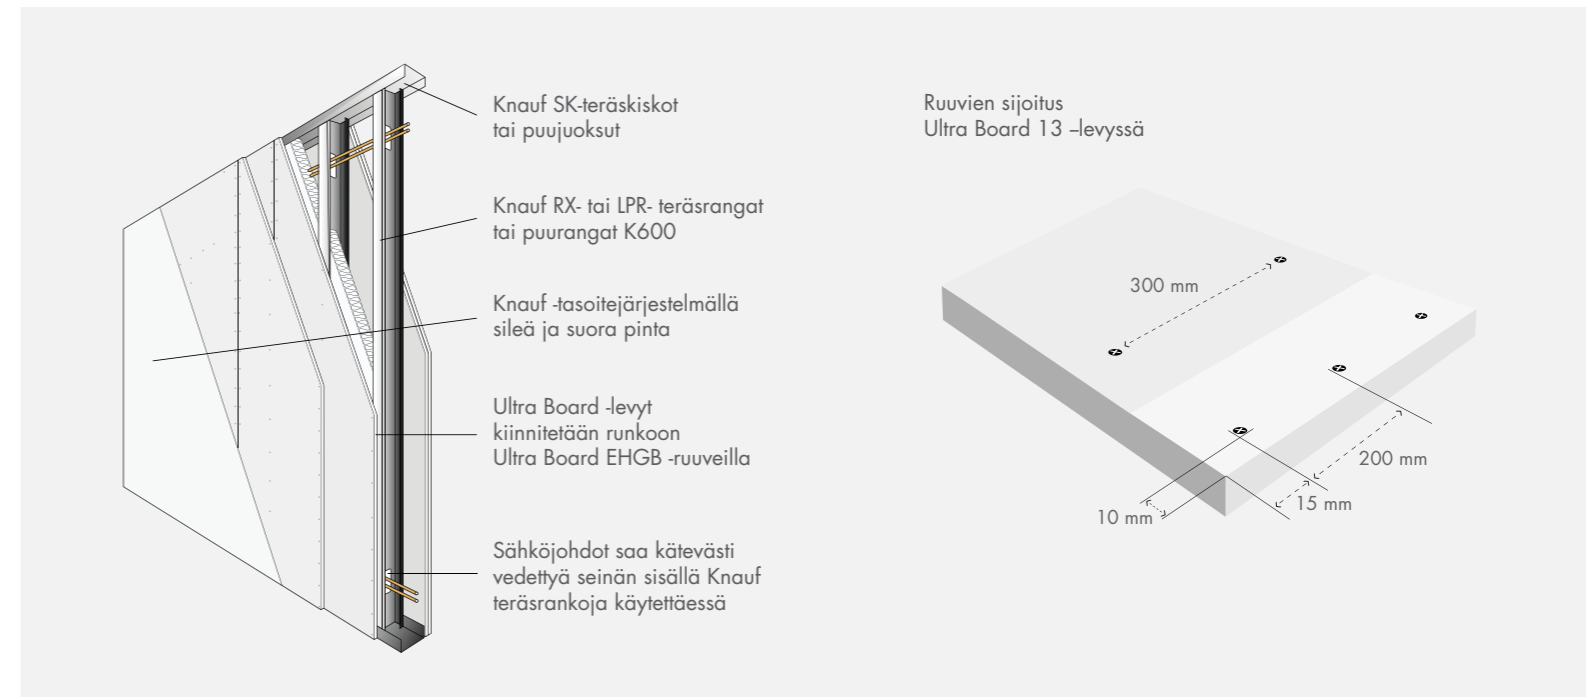 Knauf SK-teräskiskot
tai puujuoksut
Knauf RX- tai LPR- teräsrangat
tai puurangat K600
Knauf -tasoitejärjestelmällä
sileä ja suora pinta
Ultra Board -levyt
kiinnitetään runkoon
Ultra Board EHGB -ruuveilla
Sähköjohdot saa kätevästi
vedettyä seinän sisällä Knauf
teräsrankoja käytettäessä
Ruuvien sijoitus
Ultra Board 13 –levyssä
300 mm
200 mm
15 mm
10 mm